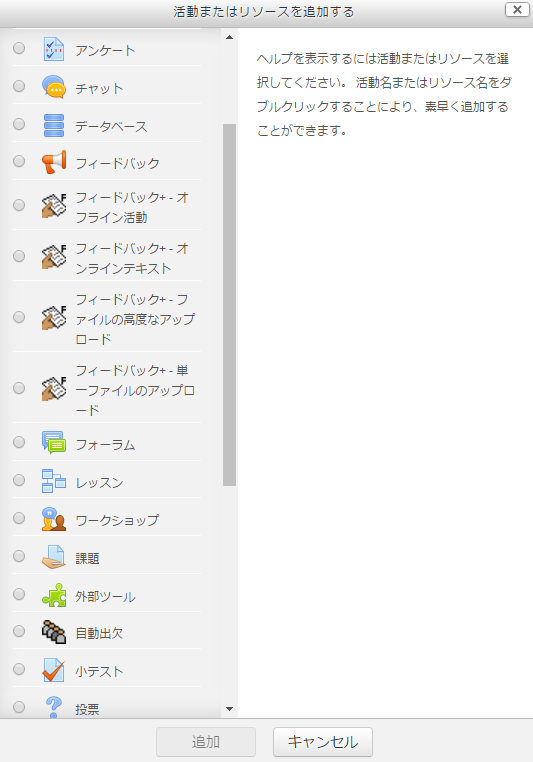 活動またはリソースを追加する
アンケート
チャット
データベース
フィードバック
フィードバック+ - オ
フライン活動
フィードバック+ - オ
ンラインテキスト
フィードバック+ - フ
ァイルの高度なアップ
ロード
フィードバック+ - 単
一ファイルのアップロ
ード
フォーラム
レッスン
ワークショップ
課題
外部ツール
自動出欠
小テスト
投票
ヘルプを表示するには活動またはリソースを選
択してください。 活動名またはリソース名をダ
ブルクリックすることにより、素早く追加する
ことができます。
追加
キャンセル